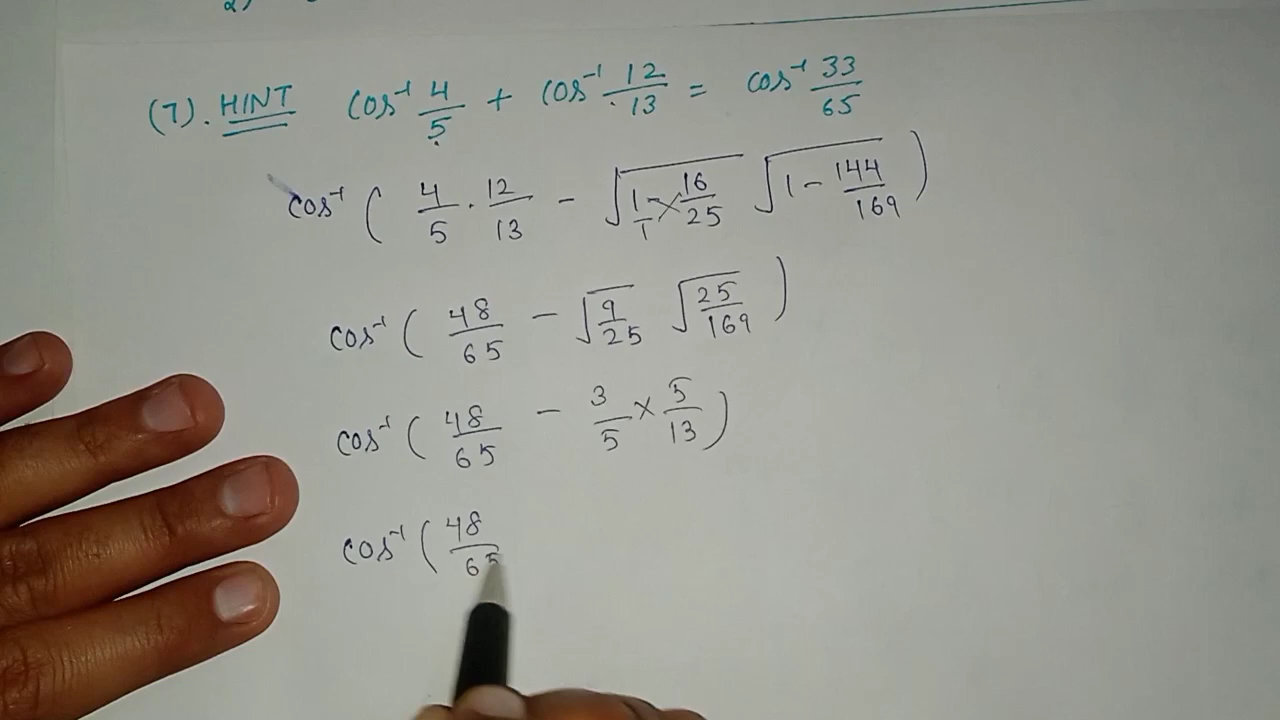 2)
(7). HINT cos⁻¹ 4/5 + cos⁻¹ 12/13 = cos⁻¹ 33/65
cos⁻¹ ( 4/5 · 12/13 - √(1/1 - 16/25) √(1 - 144/169) )
cos⁻¹ ( 48/65 - √(9/25) √(25/169) )
cos⁻¹ ( 48/65 - 3/5 × 5/13 )
cos⁻¹ ( 48/65